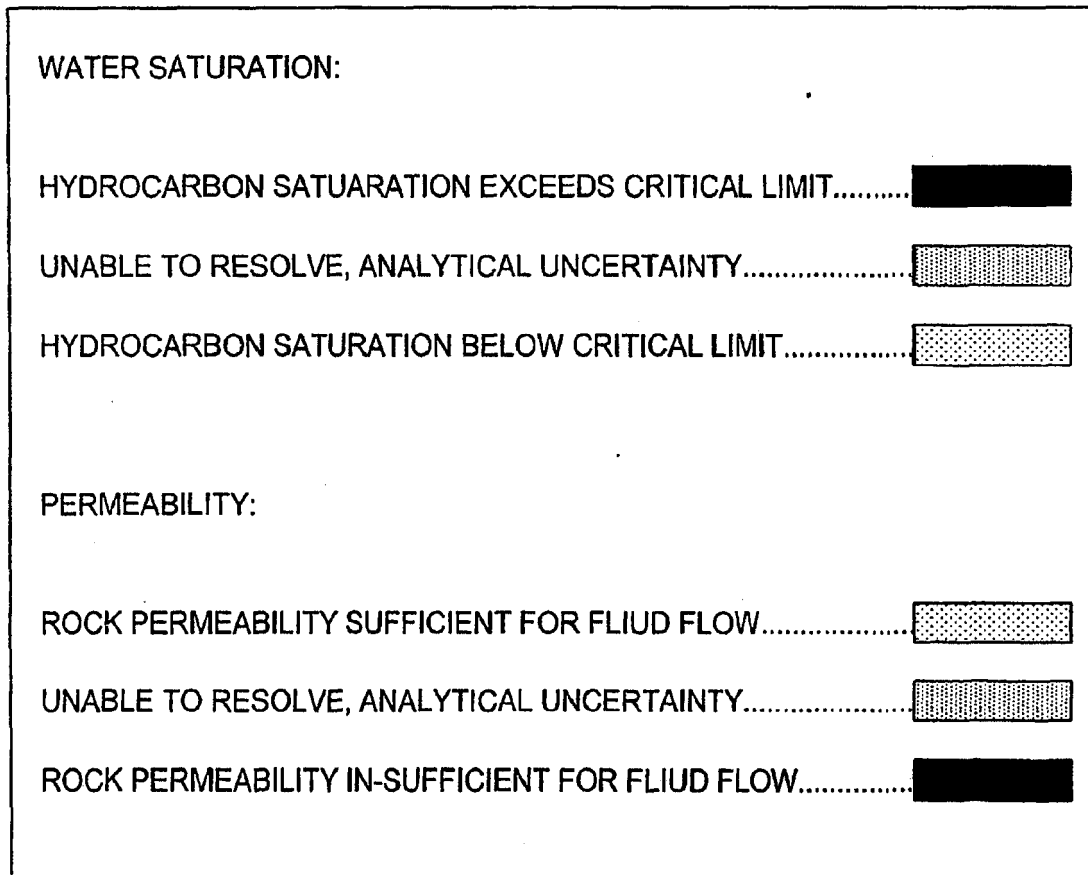 WATER SATURATION:
HYDROCARBON SATUARATION EXCEEDS CRITICAL LIMIT..........
UNABLE TO RESOLVE, ANALYTICAL UNCERTAINTY......................
HYDROCARBON SATURATION BELOW CRITICAL LIMIT.................
PERMEABILITY:
ROCK PERMEABILITY SUFFICIENT FOR FLIUD FLOW....................
UNABLE TO RESOLVE, ANALYTICAL UNCERTAINTY......................
ROCK PERMEABILITY IN-SUFFICIENT FOR FLIUD FLOW...............